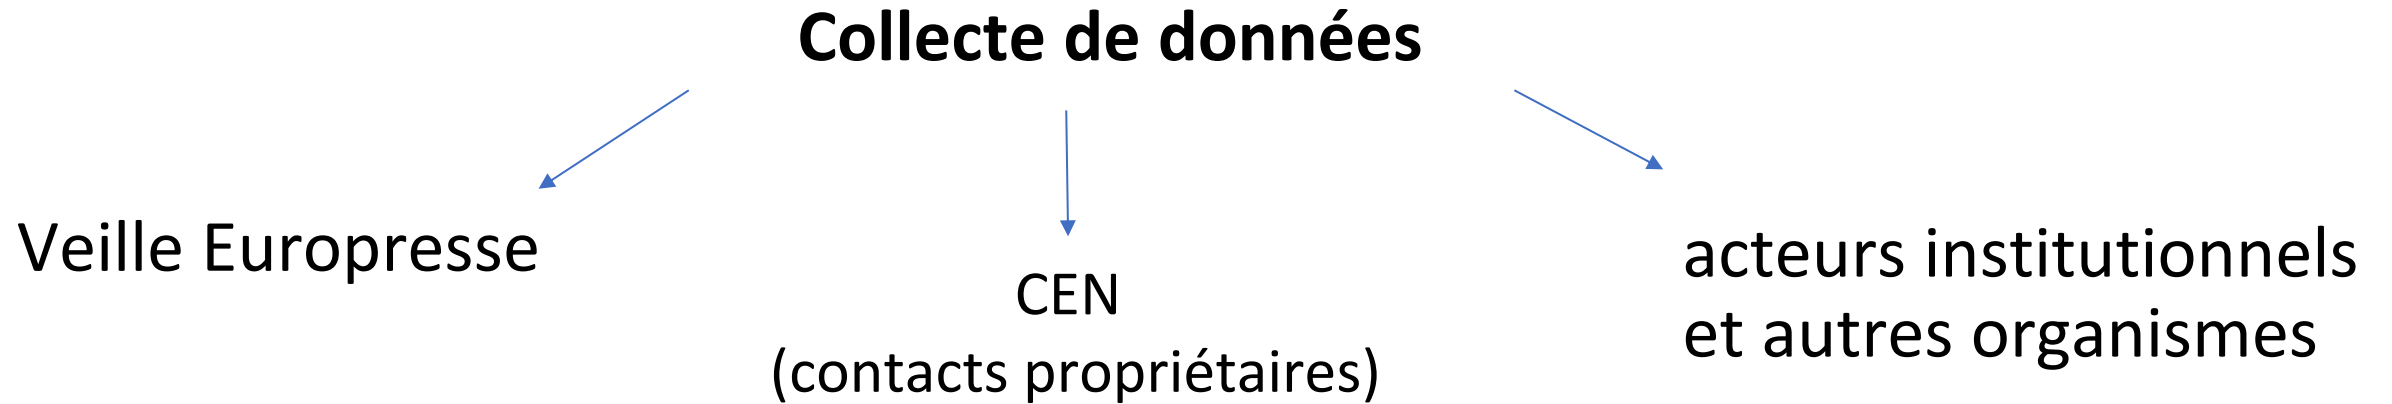 Collecte de données
Veille Europresse
CEN
(contacts propriétaires)
acteurs institutionnels
et autres organismes